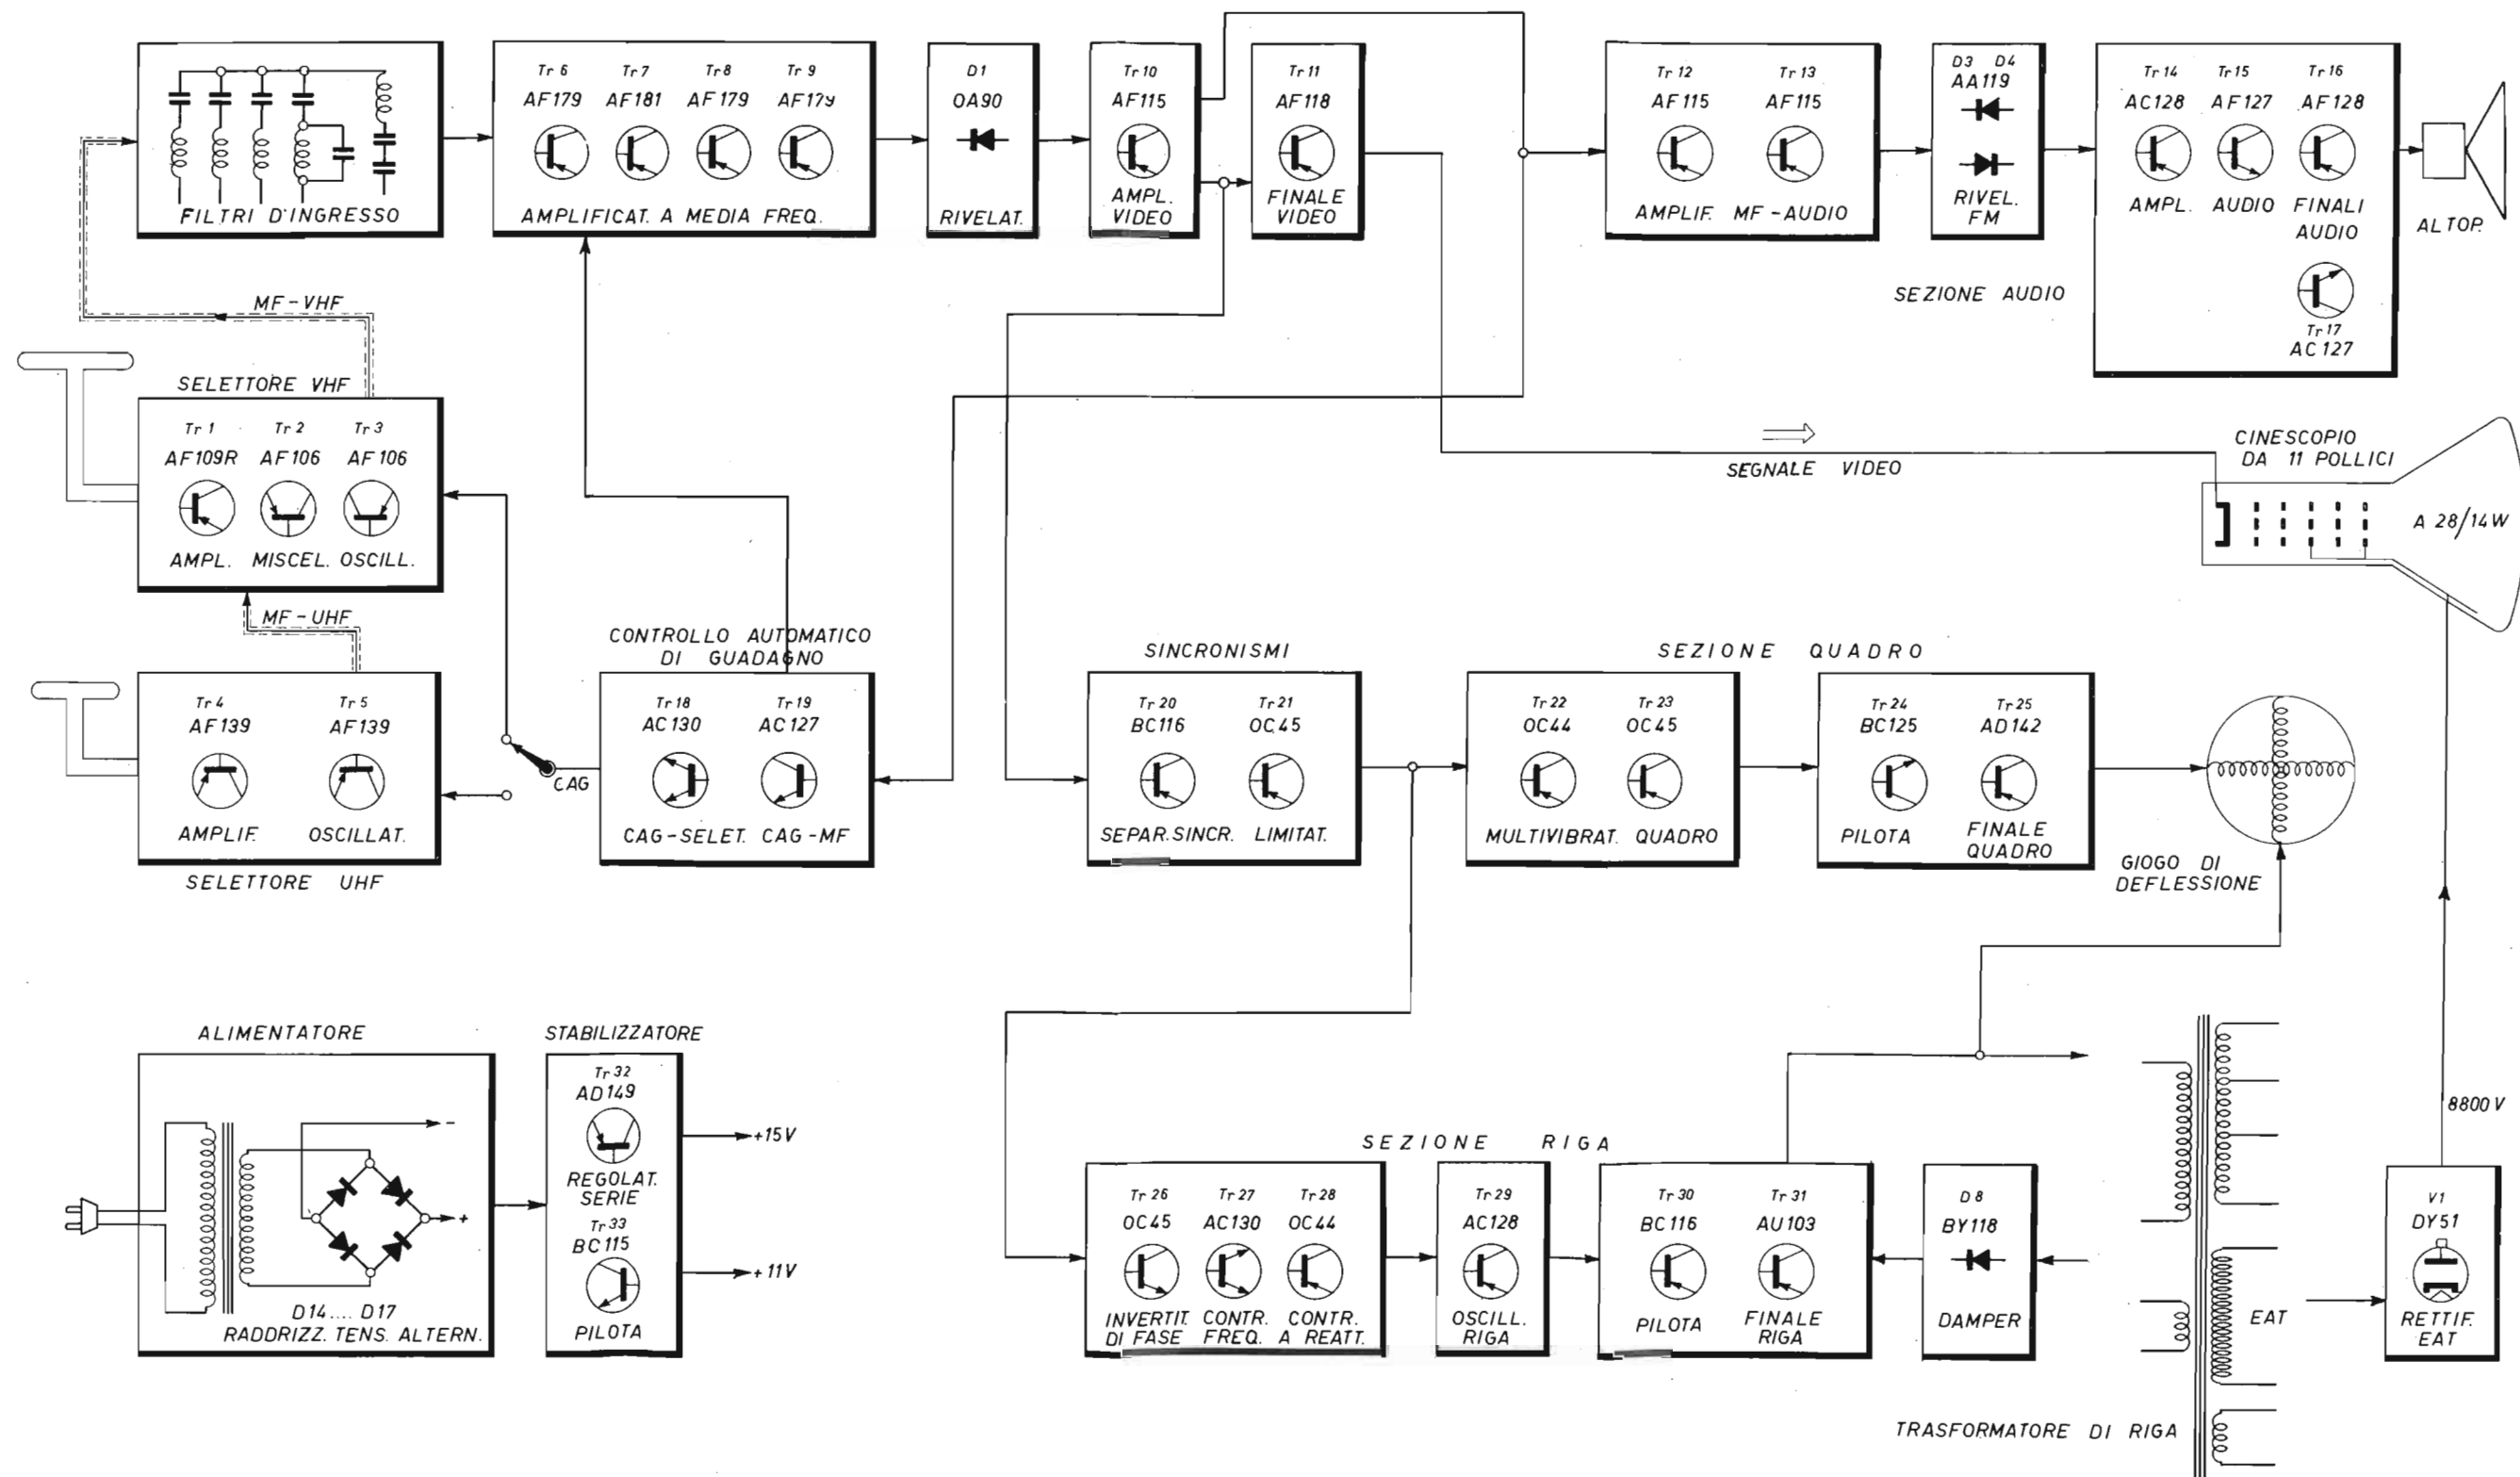 Tr 6 Tr 7 Tr 8 Tr 9
AF179 AF181 AF179 AF179
AMPLIFICAT. A MEDIA FREQ.
FILTRI D'INGRESSO
D1
OA90
RIVELAT.
Tr 10
AF115
AMPL.
VIDEO
Tr 11
AF118
FINALE
VIDEO
Tr 12 Tr 13
AF115 AF115
AMPLIF. MF-AUDIO
D3 D4
AA119
RIVEL.
FM
SEZIONE AUDIO
Tr 14 Tr 15 Tr 16
AC128 AF127 AF128
AMPL. AUDIO FINALI
AUDIO
Tr 17
AC127
ALTOP.
MF-VHF
SELETTORE VHF
Tr 1 Tr 2 Tr 3
AF109R AF106 AF106
AMPL. MISCEL. OSCILL.
MF-UHF
Tr 4 Tr 5
AF139 AF139
AMPLIF. OSCILLAT.
SELETTORE UHF
CAG
CONTROLLO AUTOMATICO
DI GUADAGNO
Tr 18 Tr 19
AC130 AC127
CAG-SELET. CAG-MF
SEGNALE VIDEO
CINESCOPIO
DA 11 POLLICI
A 28/14W
SINCRONISMI
Tr 20 Tr 21
BC116 OC45
SEPAR. SINCR. LIMITAT.
SEZIONE QUADRO
Tr 22 Tr 23
OC44 OC45
MULTIVIBRAT. QUADRO
Tr 24 Tr 25
BC125 AD142
PILOTA FINALE
QUADRO
GIOGO DI
DEFLESSIONE
ALIMENTATORE
-
+
D14.... D17
RADDRIZZ. TENS. ALTERN.
STABILIZZATORE
Tr 32
AD149
REGOLAT.
SERIE
Tr 33
BC115
PILOTA
+15V
+11V
SEZIONE RIGA
Tr 26 Tr 27 Tr 28
OC45 AC130 OC44
INVERTIT. CONTR. CONTR.
DI FASE FREQ. A REATT.
Tr 29
AC128
OSCILL.
RIGA
Tr 30 Tr 31
BC116 AU103
PILOTA FINALE
RIGA
D8
BY118
DAMPER
EAT
TRASFORMATORE DI RIGA
8800 V
V1
DY51
RETTIF.
EAT